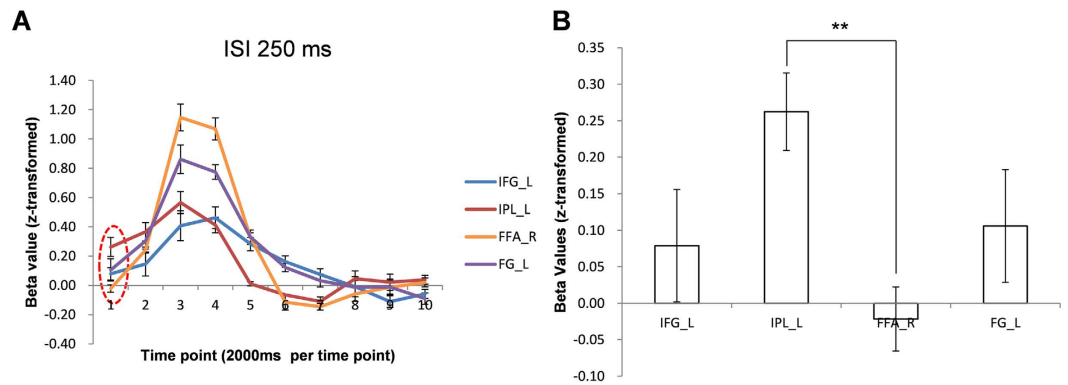 A
ISI 250 ms
Beta value (z-transformed)
1.40
1.20
1.00
0.80
0.60
0.40
0.20
0.00
-0.20
-0.40
1 2 3 4 5 6 7 8 9 10
Time point (2000ms per time point)
IFG_L
IPL_L
FFA_R
FG_L
B
**
Beta Values (z-transformed)
0.35
0.30
0.25
0.20
0.15
0.10
0.05
0.00
-0.05
-0.10
IFG_L IPL_L FFA_R FG_L